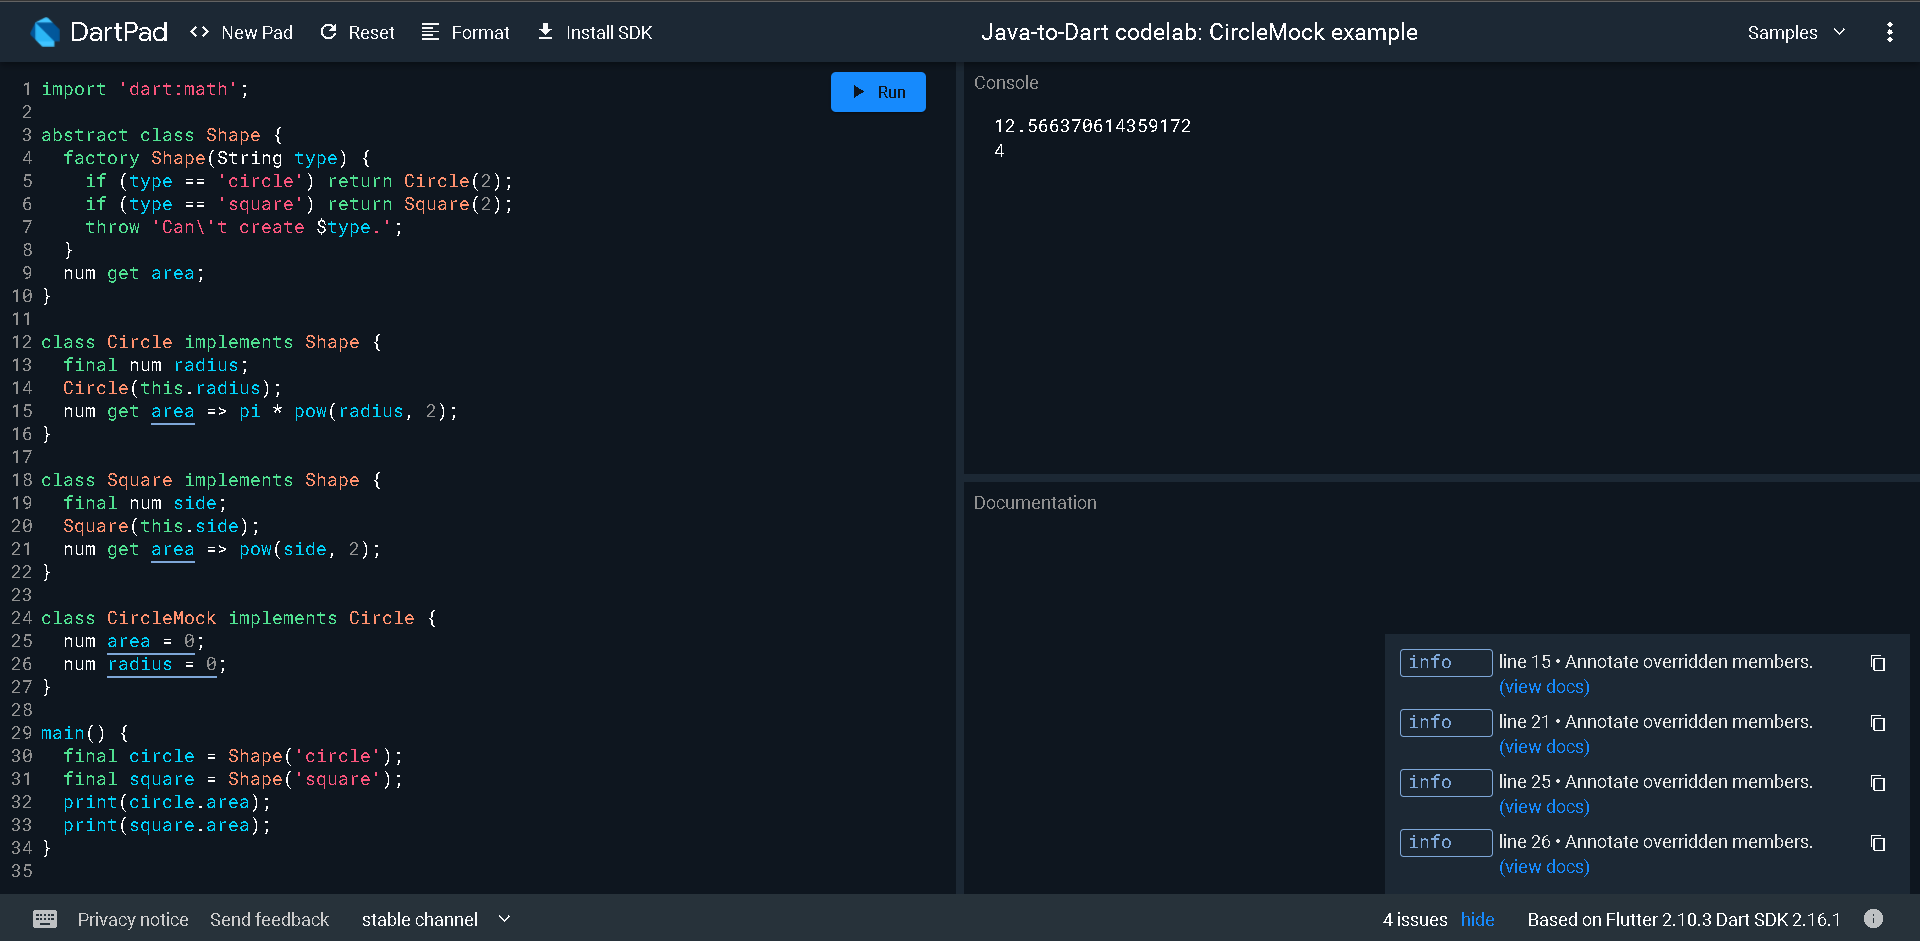 DartPad
<> New Pad
Reset
Format
Install SDK
Java-to-Dart codelab: CircleMock example
Samples
1 import 'dart:math';
2
3 abstract class Shape {
4   factory Shape(String type) {
5     if (type == 'circle') return Circle(2);
6     if (type == 'square') return Square(2);
7     throw 'Can\'t create $type.';
8   }
9   num get area;
10 }
11
12 class Circle implements Shape {
13   final num radius;
14   Circle(this.radius);
15   num get area => pi * pow(radius, 2);
16 }
17
18 class Square implements Shape {
19   final num side;
20   Square(this.side);
21   num get area => pow(side, 2);
22 }
23
24 class CircleMock implements Circle {
25   num area = 0;
26   num radius = 0;
27 }
28
29 main() {
30   final circle = Shape('circle');
31   final square = Shape('square');
32   print(circle.area);
33   print(square.area);
34 }
35
Run
Console
12.566370614359172
4
Documentation
info line 15 • Annotate overridden members.
(view docs)
info line 21 • Annotate overridden members.
(view docs)
info line 25 • Annotate overridden members.
(view docs)
info line 26 • Annotate overridden members.
(view docs)
Privacy notice
Send feedback
stable channel
4 issues hide
Based on Flutter 2.10.3 Dart SDK 2.16.1